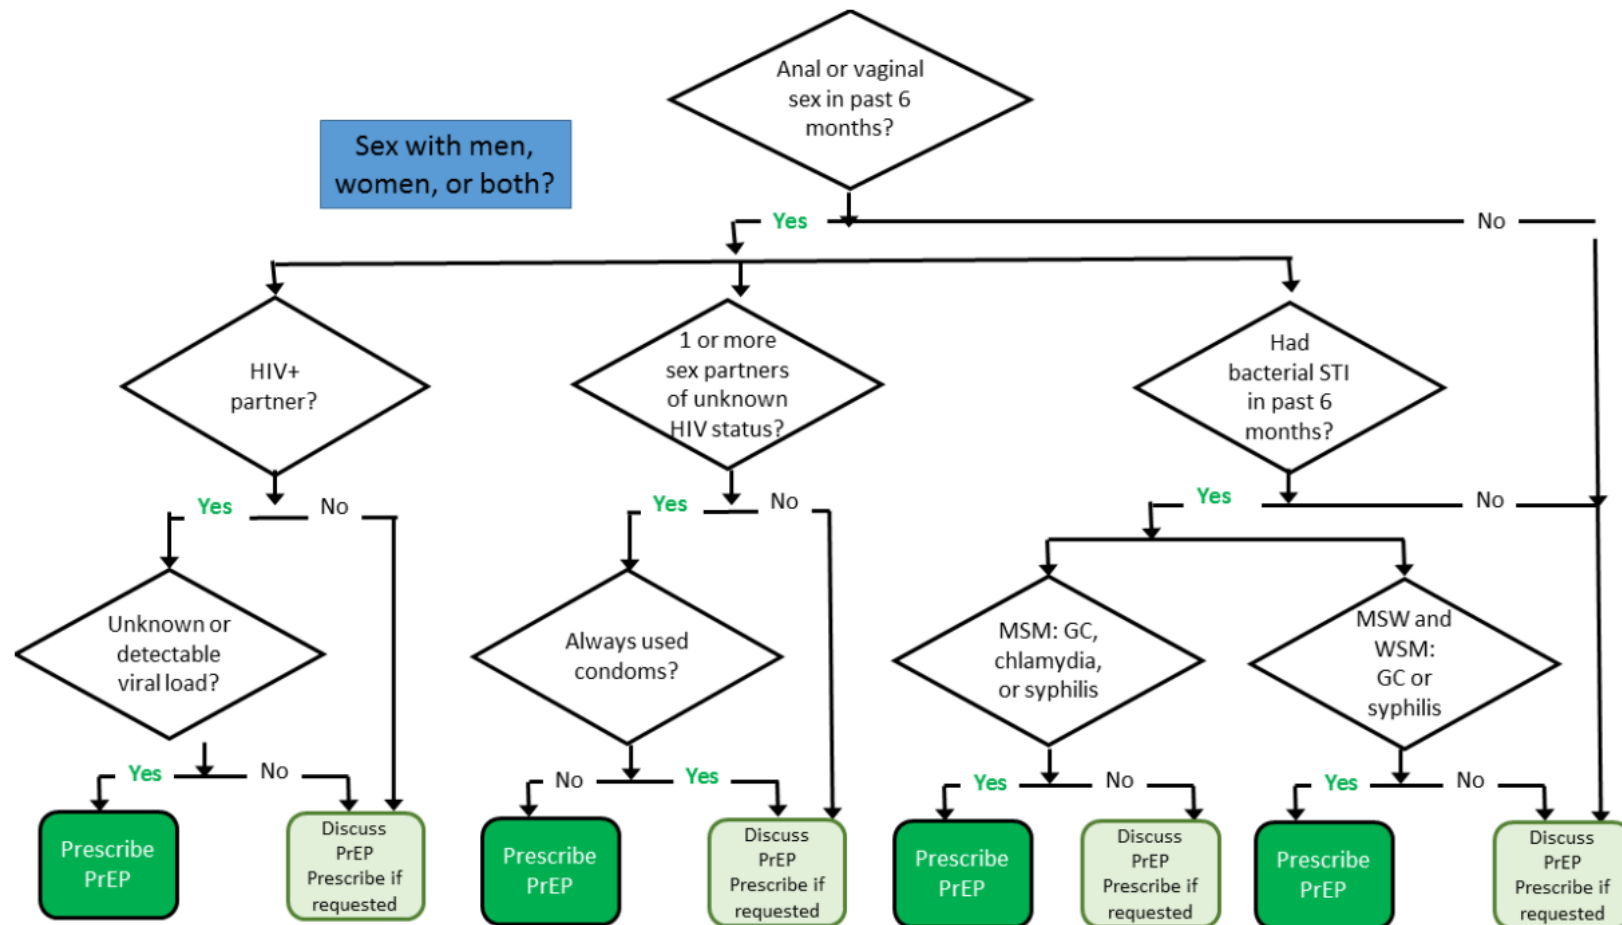 Anal or vaginal
sex in past 6
months?
Sex with men,
women, or both?
Yes
No
HIV+
partner?
1 or more
sex partners
of unknown
HIV status?
Had
bacterial STI
in past 6
months?
Yes
No
Yes
No
Yes
No
Unknown or
detectable
viral load?
Always used
condoms?
MSM: GC,
chlamydia,
or syphilis
MSW and
WSM:
GC or
syphilis
Yes
No
No
Yes
Yes
No
Yes
No
Prescribe
PrEP
Discuss
PrEP
Prescribe if
requested
Prescribe
PrEP
Discuss
PrEP
Prescribe if
requested
Prescribe
PrEP
Discuss
PrEP
Prescribe if
requested
Prescribe
PrEP
Discuss
PrEP
Prescribe if
requested